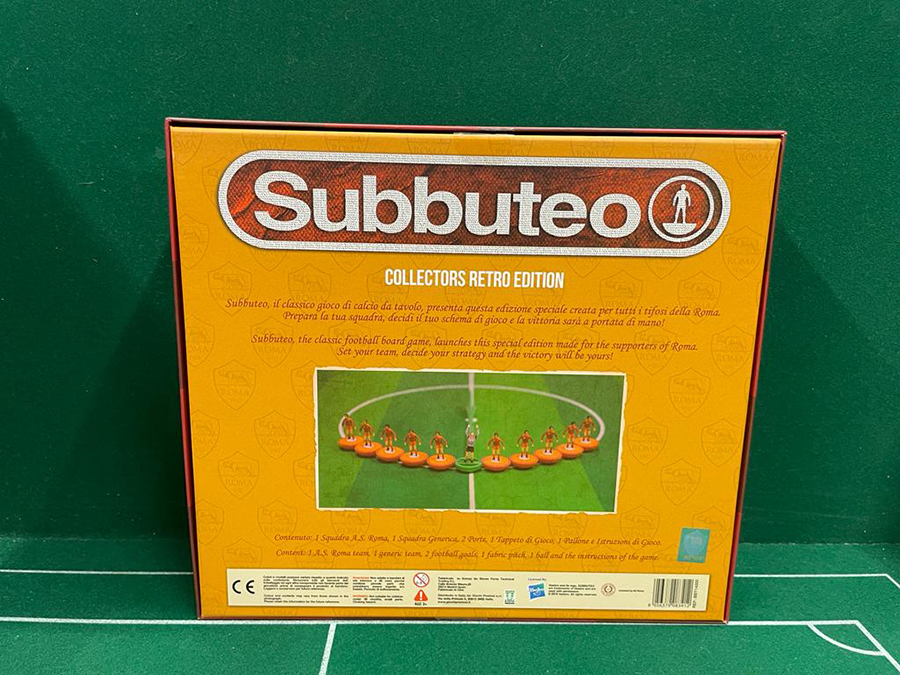 Subbuteo
COLLECTORS RETRO EDITION
Subbuteo, il classico gioco di calcio da tavolo, presenta questa edizione speciale creata per tutti i tifosi della Roma.
Prepara la tua squadra, decidi il tuo schema di gioco e la vittoria sarà a portata di mano!
Subbuteo, the classic football board game, launches this special edition made for the supporters of Roma.
Set your team, decide your strategy and the victory will be yours!
Contenuto: 1 Squadra A.S. Roma, 1 Squadra Generica, 2 Porte, 1 Tappeto di Gioco, 1 Pallone e Istruzioni di Gioco.
Content: 1 A.S. Roma team, 1 generic team, 2 football goals, 1 fabric pitch, 1 ball and the instructions of the game.
CE